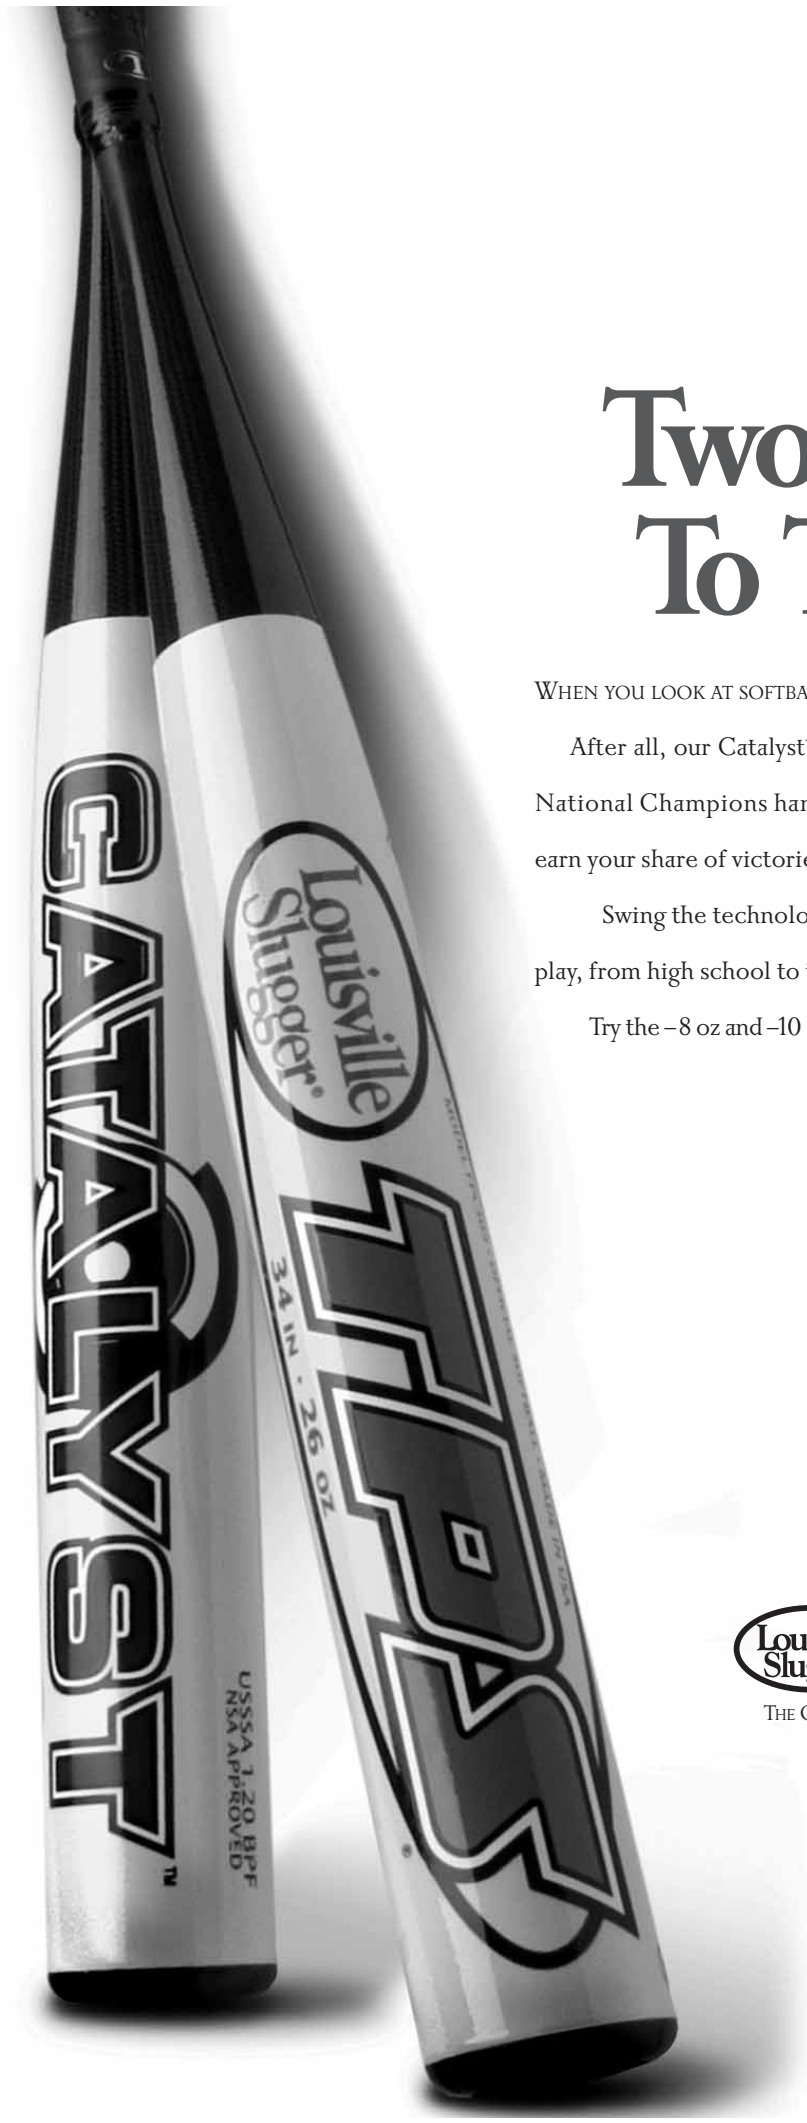 Two
To
WHEN YOU LOOK AT SOFTBA
After all, our Catalyst
National Champions har
earn your share of victorie
Swing the technolo
play, from high school to
Try the –8 oz and –10
CATALYST™
USSSA 1.20 BPF
NSA APPROVED
Louisville
Slugger®
TPS
®
34 IN · 26 OZ
Lou
Slu
THE